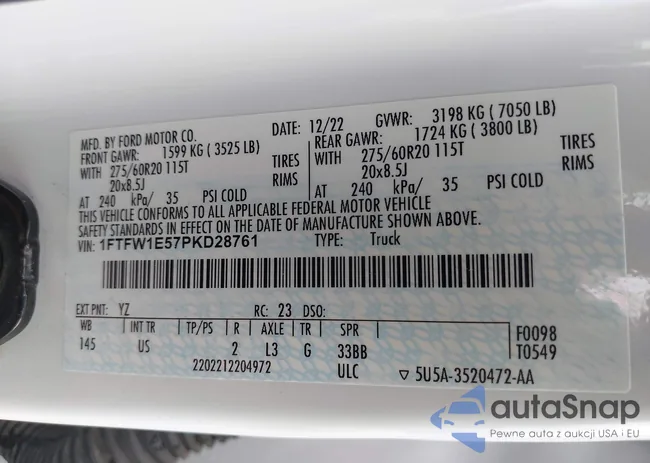 MFD. BY FORD MOTOR CO. DATE: 12/22 GVWR: 3198 KG ( 7050 LB)
FRONT GAWR: 1599 KG ( 3525 LB) REAR GAWR: 1724 KG ( 3800 LB)
WITH 275/60R20 115T TIRES WITH 275/60R20 115T TIRES
20x8.5J RIMS 20x8.5J RIMS
AT 240 kPa/ 35 PSI COLD AT 240 kPa/ 35 PSI COLD
THIS VEHICLE CONFORMS TO ALL APPLICABLE FEDERAL MOTOR VEHICLE
SAFETY STANDARDS IN EFFECT ON THE DATE OF MANUFACTURE SHOWN ABOVE.
VIN: 1FTFW1E57PKD28761 TYPE: Truck
EXT PNT: YZ RC: 23 DSO:
WB INT TR TP/PS R AXLE TR SPR F0098
145 US 2 L3 G 33BB T0549
2202212204972 ULC ▽ 5U5A-3520472-AA
autaSnap
Pewne auta z aukcji USA i EU